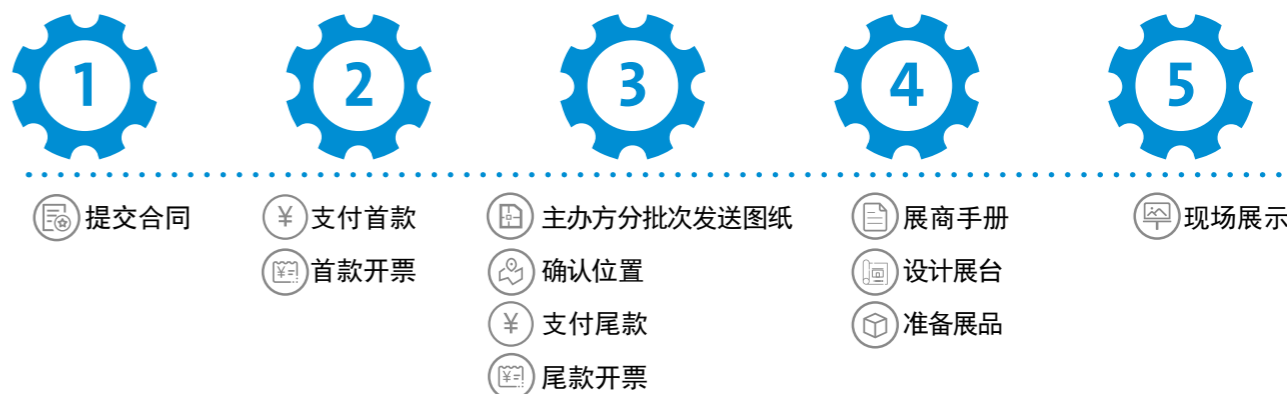 1
2
3
4
5
提交合同
支付首款
首款开票
主办方分批次发送图纸
确认位置
支付尾款
尾款开票
展商手册
设计展台
准备展品
现场展示